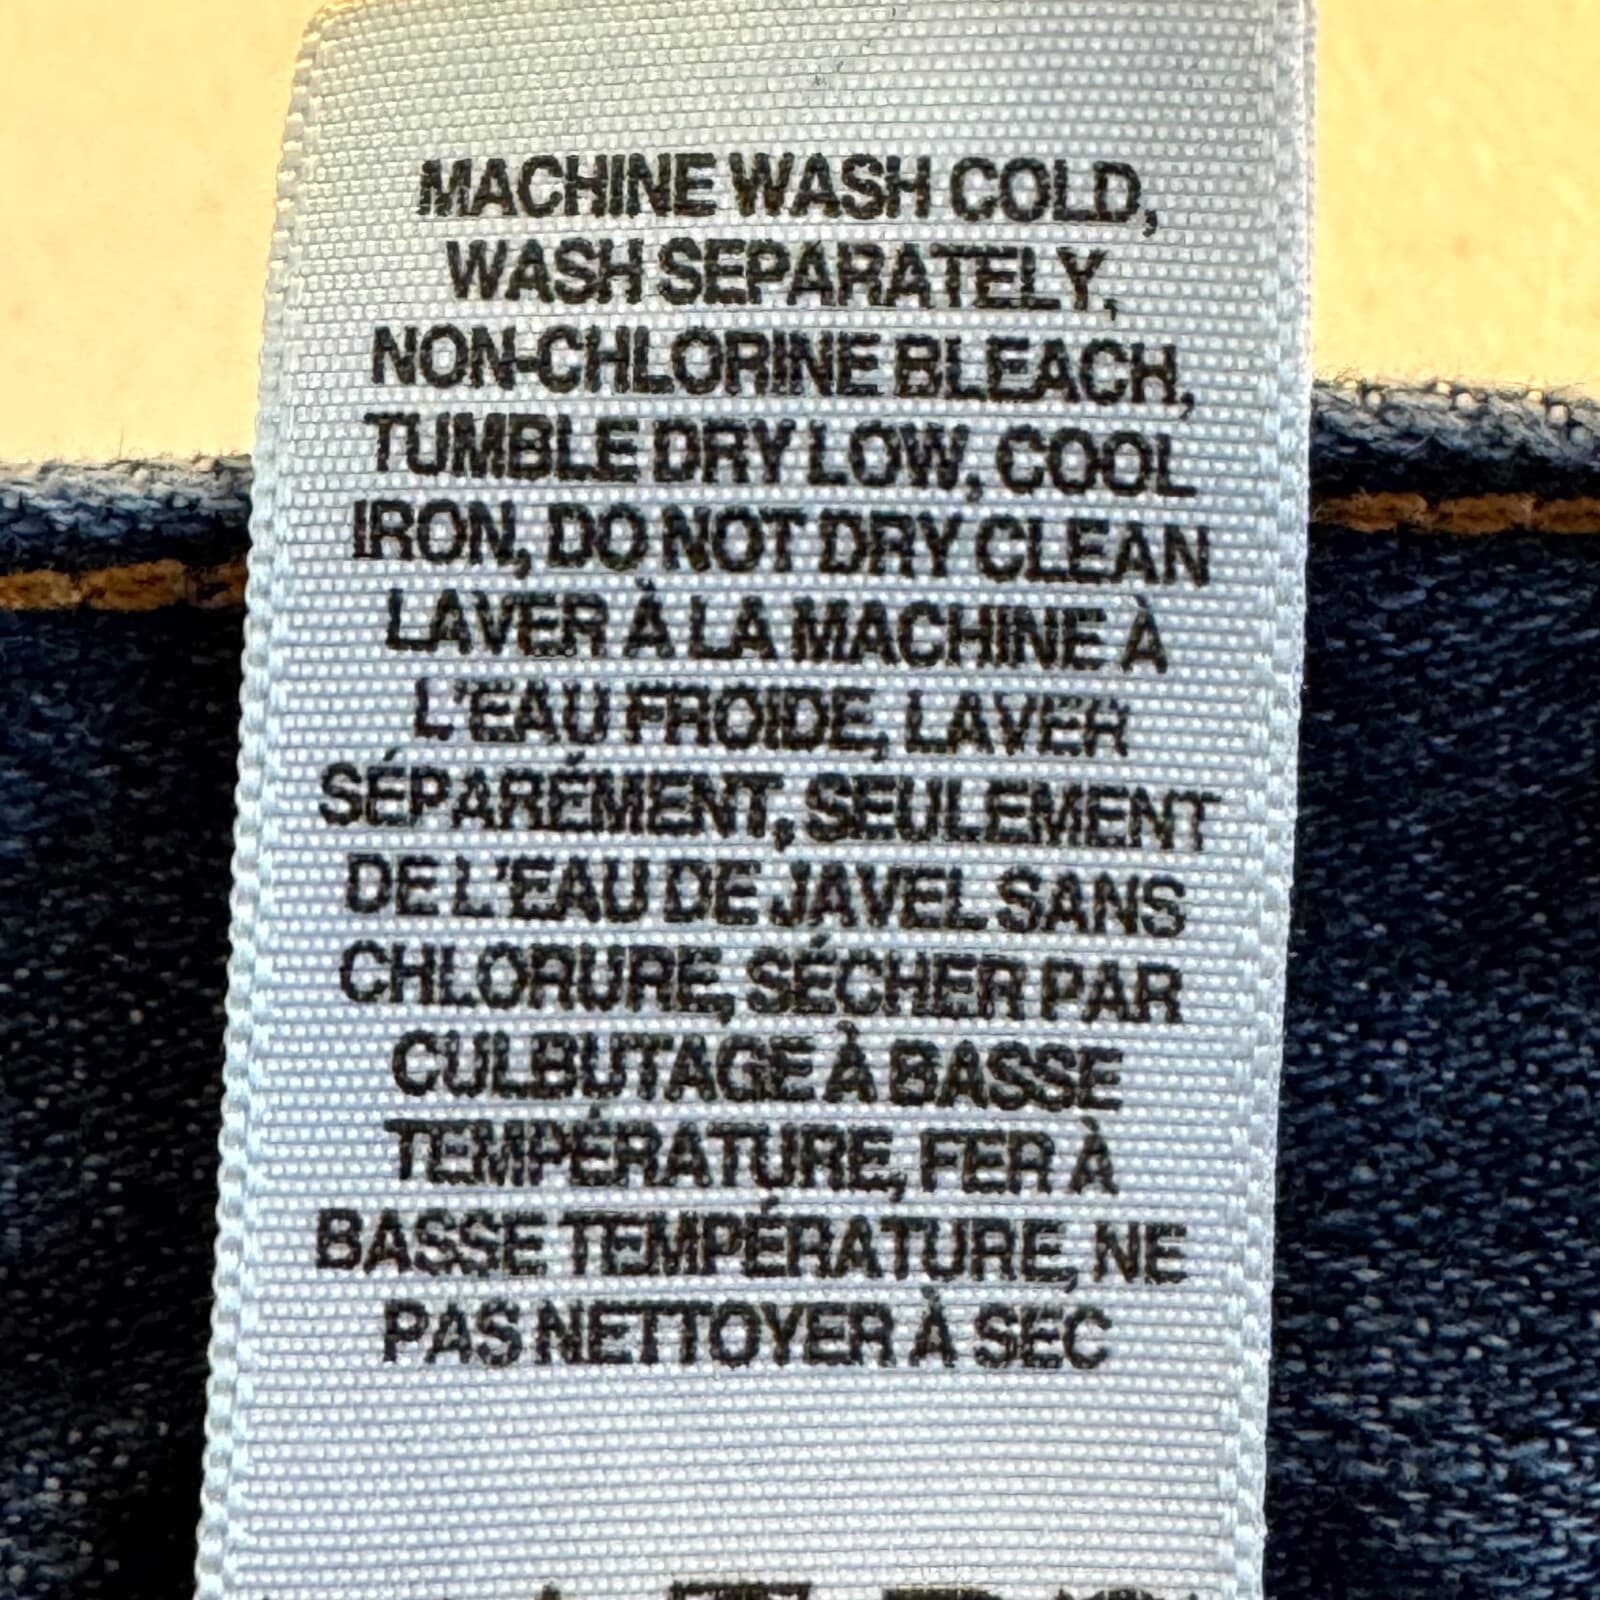 MACHINE WASH COLD,
WASH SEPARATELY,
NON-CHLORINE BLEACH,
TUMBLE DRY LOW, COOL
IRON, DO NOT DRY CLEAN
LAVER À LA MACHINE À
L'EAU FROIDE, LAVER
SÉPARÉMENT, SEULEMENT
DE L'EAU DE JAVEL SANS
CHLORURE, SÉCHER PAR
CULBUTAGE À BASSE
TEMPÉRATURE, FER À
BASSE TEMPÉRATURE, NE
PAS NETTOYER À SEC